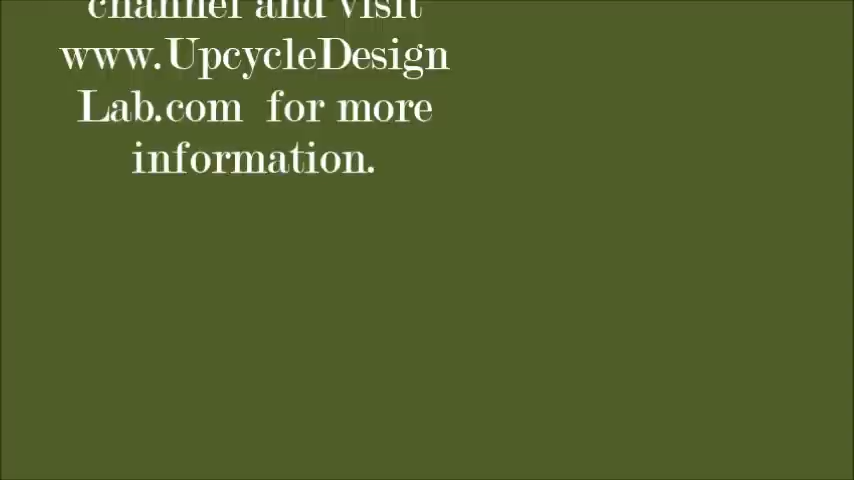 channel and visit
www.UpcycleDesign
Lab.com for more
information.